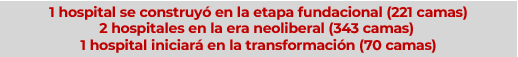 1 hospital se construyó en la etapa fundacional (221 camas)
2 hospitales en la era neoliberal (343 camas)
1 hospital iniciará en la transformación (70 camas)